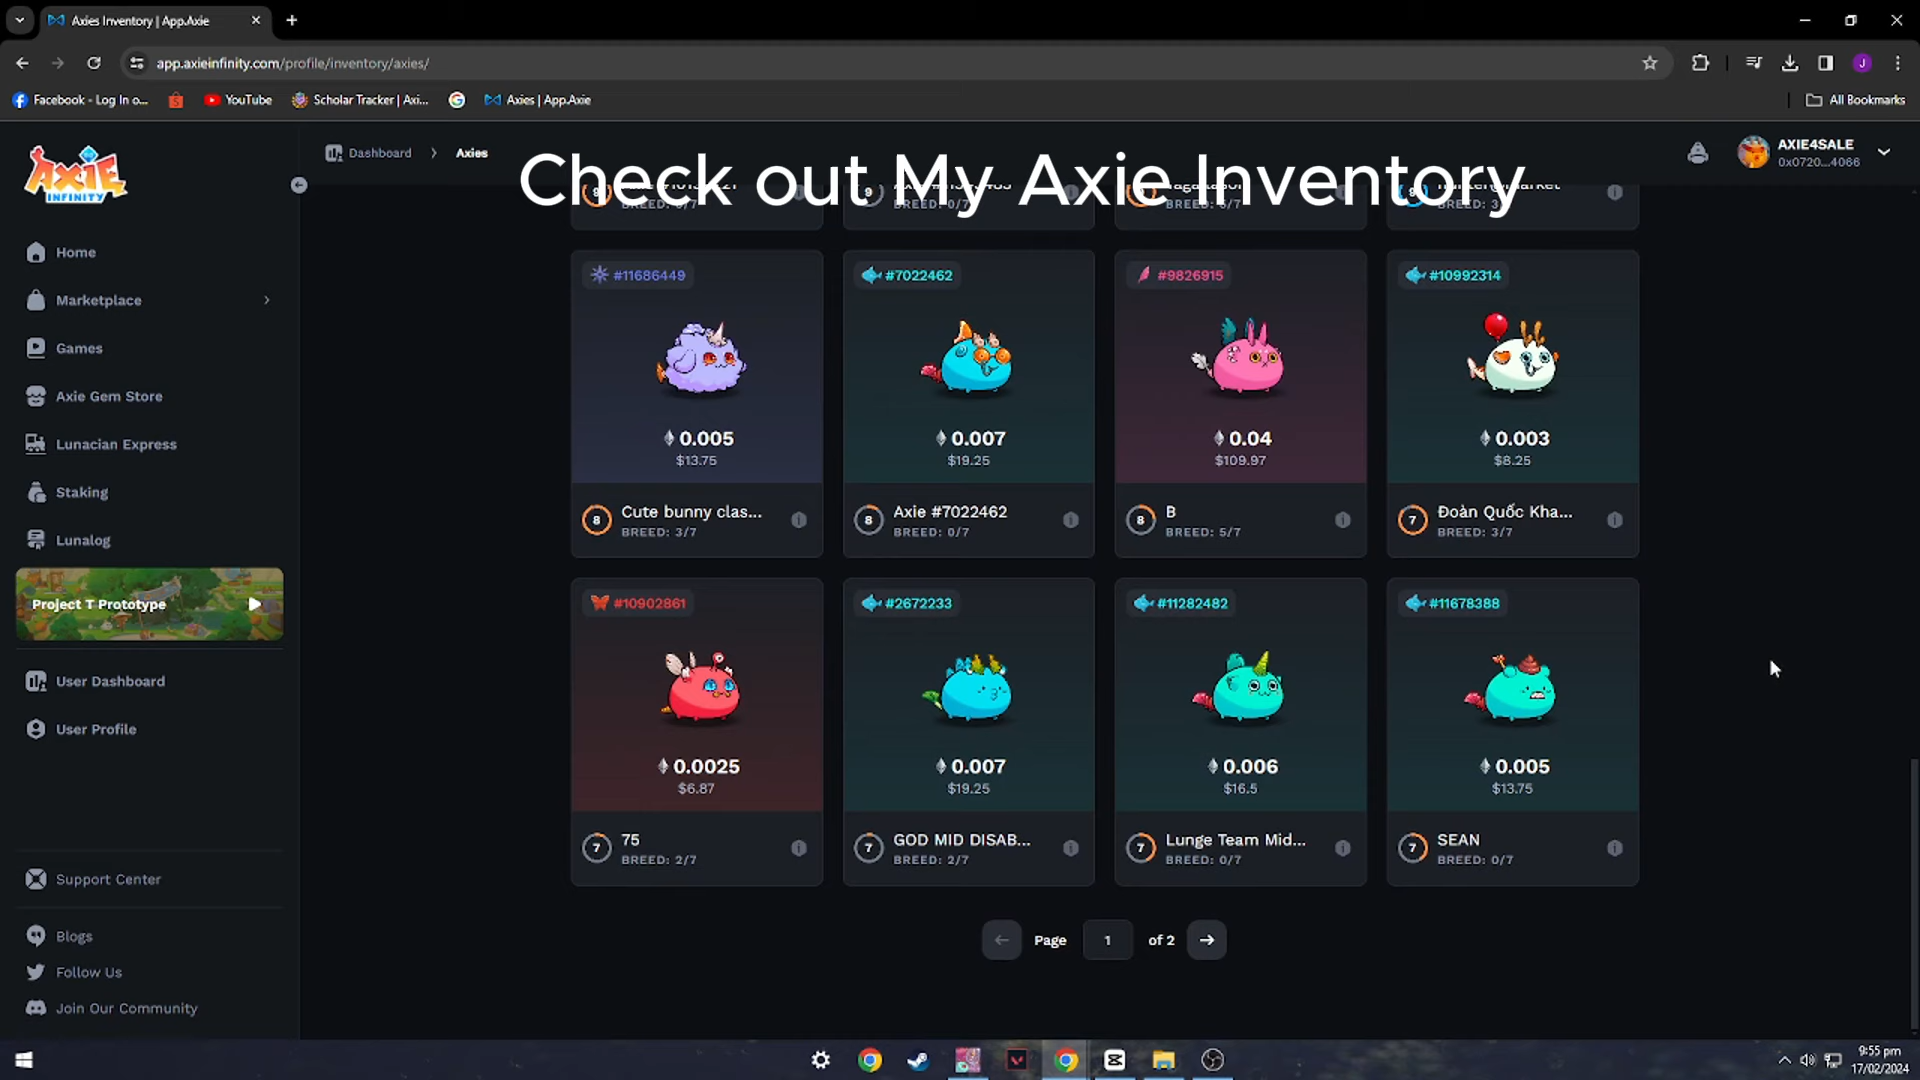 Axies Inventory | App.Axie
app.axieinfinity.com/profile/inventory/axies/
J
Facebook - Log In o...
YouTube
Scholar Tracker | Axi...
Axies | App.Axie
All Bookmarks
AXIE
INFINITY
Dashboard
Axies
AXIE4SALE
0x0720...4066
Check out My Axie Inventory
Home
Marketplace
Games
Axie Gem Store
Lunacian Express
Staking
Lunalog
Project T Prototype
User Dashboard
User Profile
Support Center
Blogs
Follow Us
Join Our Community
#11686449
0.005
$13.75
8
Cute bunny clas...
BREED: 3/7
#7022462
0.007
$19.25
8
Axie #7022462
BREED: 0/7
#9826915
0.04
$109.97
8
B
BREED: 5/7
#10992314
0.003
$8.25
7
Đoàn Quốc Kha...
BREED: 3/7
#10902861
0.0025
$6.87
7
75
BREED: 2/7
#2672233
0.007
$19.25
7
GOD MID DISAB...
BREED: 2/7
#11282482
0.006
$16.5
7
Lunge Team Mid...
BREED: 0/7
#11678388
0.005
$13.75
7
SEAN
BREED: 0/7
Page 1 of 2
9:55 pm
17/02/2024